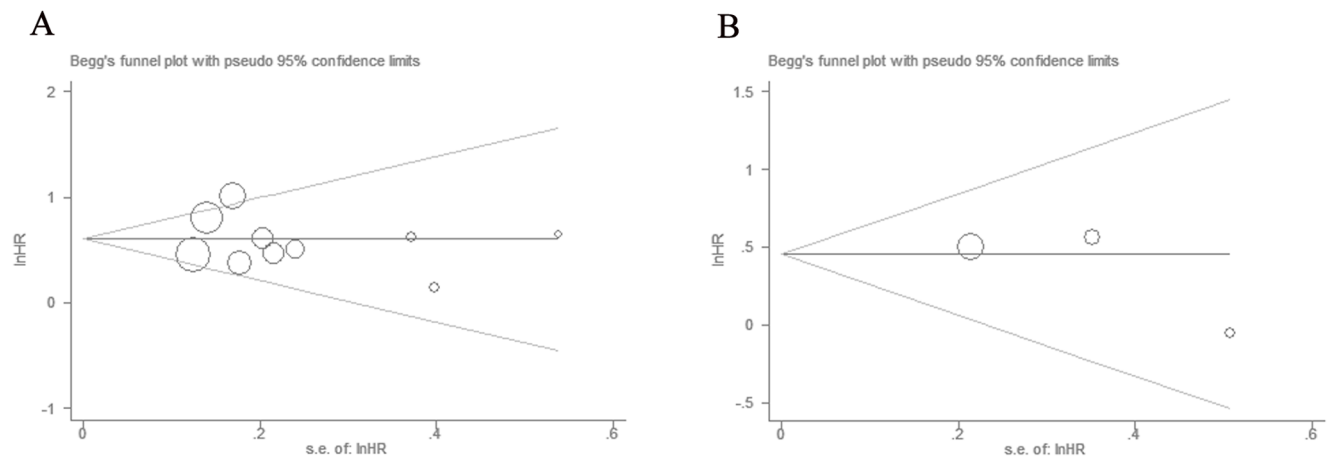 A
Begg's funnel plot with pseudo 95% confidence limits
2
1
0
-1
lnHR
0
.2
.4
.6
s.e. of: lnHR
B
Begg's funnel plot with pseudo 95% confidence limits
1.5
1
.5
0
-.5
lnHR
0
.2
.4
.6
s.e. of: lnHR